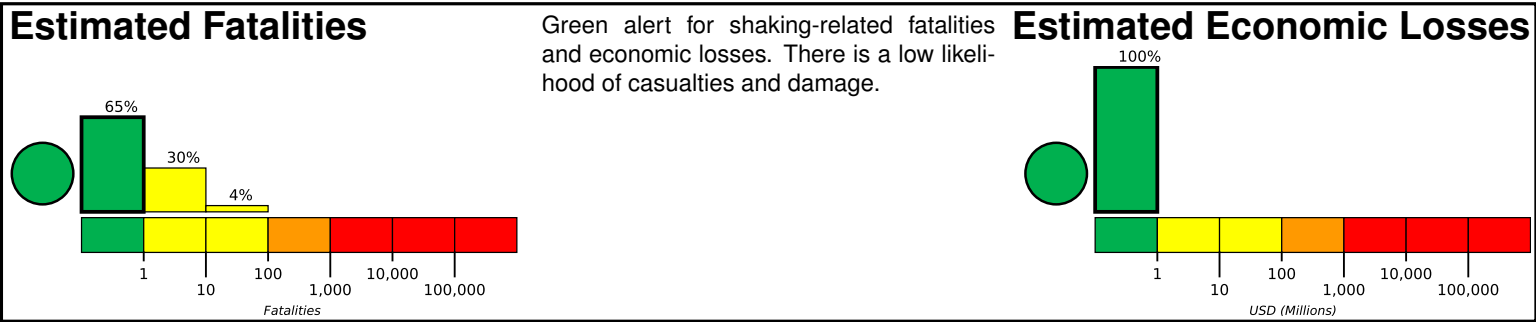 Estimated Fatalities
65%
30%
4%
1
10
100
1,000
10,000
100,000
Fatalities
Green alert for shaking-related fatalities
and economic losses. There is a low likeli-
hood of casualties and damage.
Estimated Economic Losses
100%
1
10
100
1,000
10,000
100,000
USD (Millions)